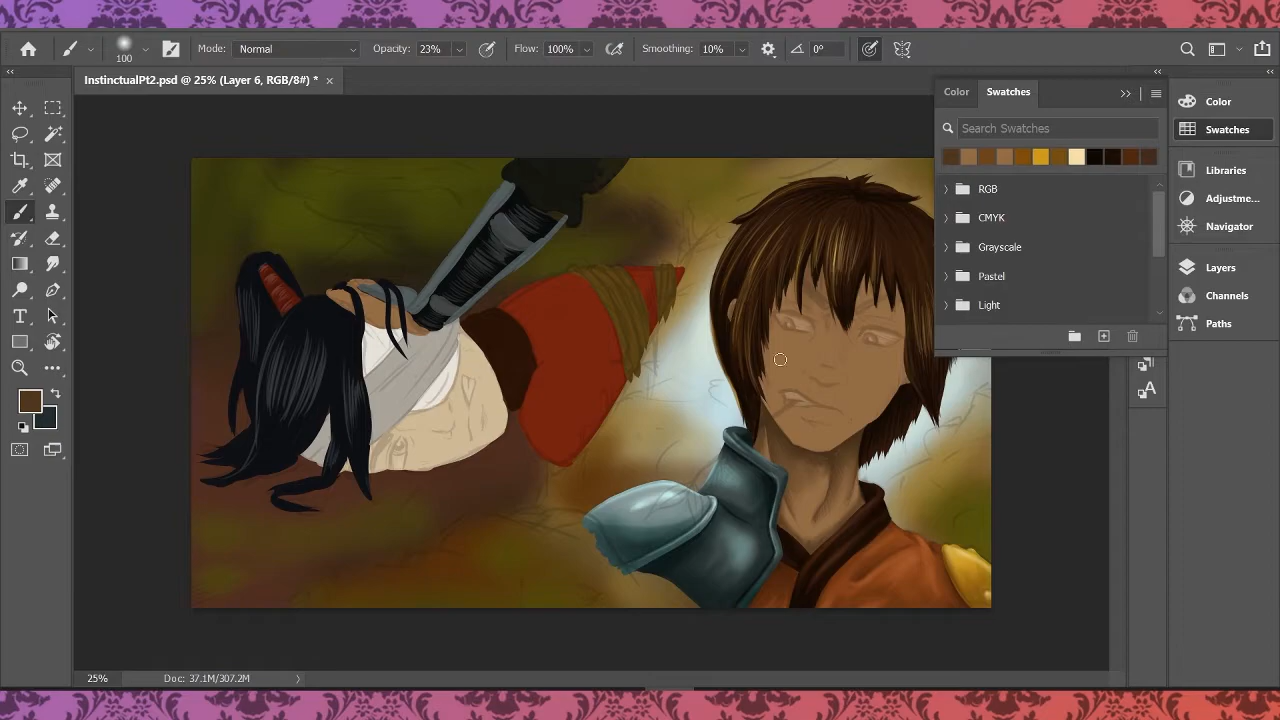 Mode: Normal Opacity: 23% Flow: 100% Smoothing: 10% 0°
100
InstinctualPt2.psd @ 25% (Layer 6, RGB/8#) * ×
Color Swatches
Search Swatches
RGB
CMYK
Grayscale
Pastel
Light
Color
Swatches
Libraries
Adjustme...
Navigator
Layers
Channels
Paths
25% Doc: 37.1M/307.2M